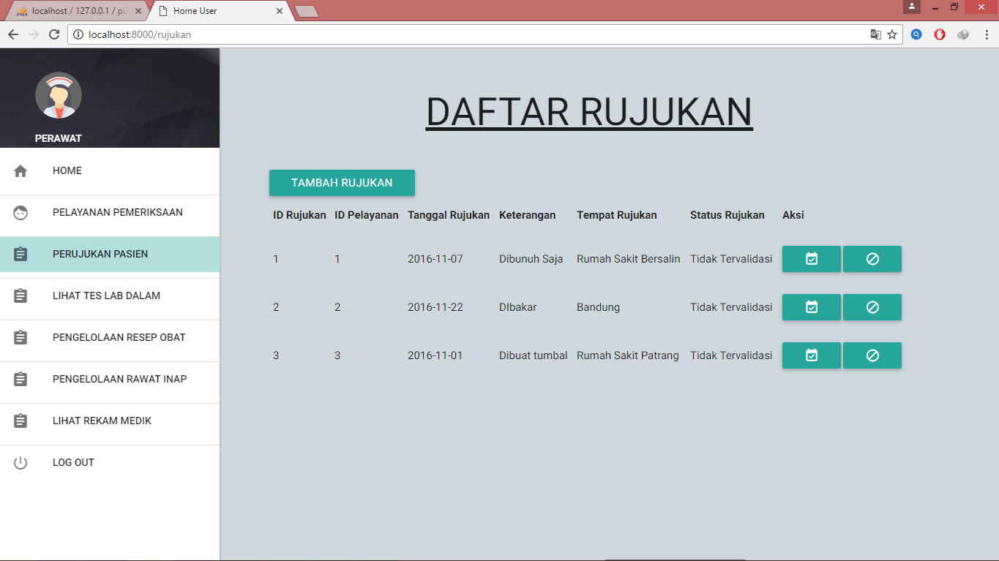 localhost / 127.0.0.1 / pu
Home User
localhost:8000/rujukan
PERAWAT
HOME
PELAYANAN PEMERIKSAAN
PERUJUKAN PASIEN
LIHAT TES LAB DALAM
PENGELOLAAN RESEP OBAT
PENGELOLAAN RAWAT INAP
LIHAT REKAM MEDIK
LOG OUT
DAFTAR RUJUKAN
TAMBAH RUJUKAN
ID Rujukan ID Pelayanan Tanggal Rujukan Keterangan Tempat Rujukan Status Rujukan Aksi
1 1 2016-11-07 Dibunuh Saja Rumah Sakit Bersalin Tidak Tervalidasi
2 2 2016-11-22 DIbakar Bandung Tidak Tervalidasi
3 3 2016-11-01 Dibuat tumbal Rumah Sakit Patrang Tidak Tervalidasi